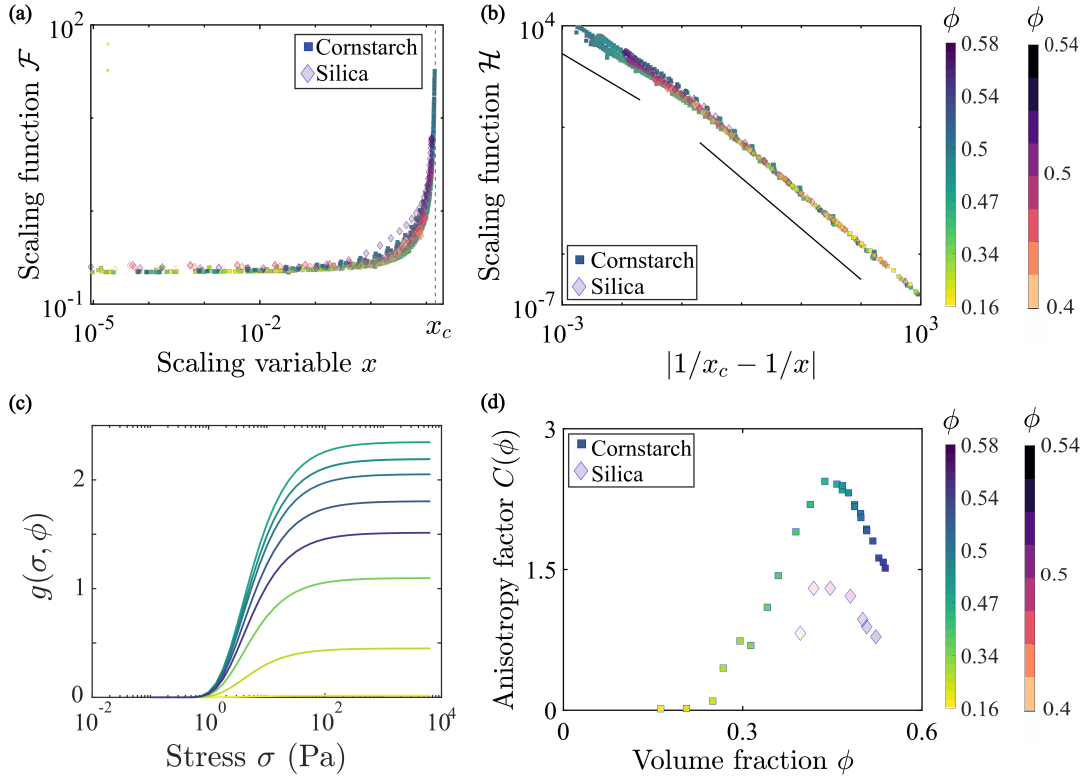 (a)
10^2
Scaling function 𝓕
10^-1
10^-5
10^-2
x_c
Scaling variable x
Cornstarch
Silica
(b)
10^4
Scaling function 𝓗
10^-7
10^-3
10^3
|1/x_c − 1/x|
Cornstarch
Silica
ϕ
0.58
0.54
0.5
0.47
0.34
0.16
ϕ
0.54
0.5
0.4
(c)
g(σ, ϕ)
2
1
0
10^-2
10^0
10^2
10^4
Stress σ (Pa)
(d)
Anisotropy factor C(ϕ)
3
1.5
0
0
0.3
0.6
Volume fraction ϕ
Cornstarch
Silica
ϕ
0.58
0.54
0.5
0.47
0.34
0.16
ϕ
0.54
0.5
0.4